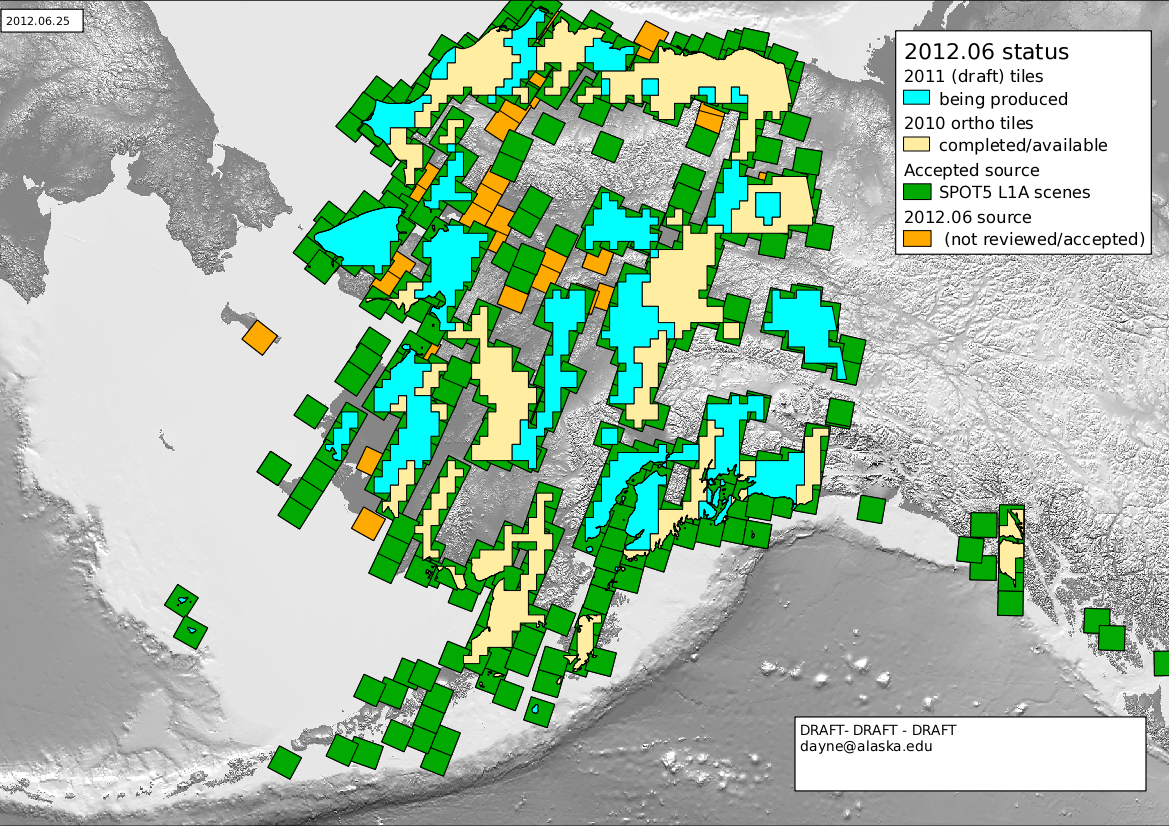 2012.06.25
2012.06 status
2011 (draft) tiles
being produced
2010 ortho tiles
completed/available
Accepted source
SPOT5 L1A scenes
2012.06 source
(not reviewed/accepted)
DRAFT- DRAFT - DRAFT
dayne@alaska.edu